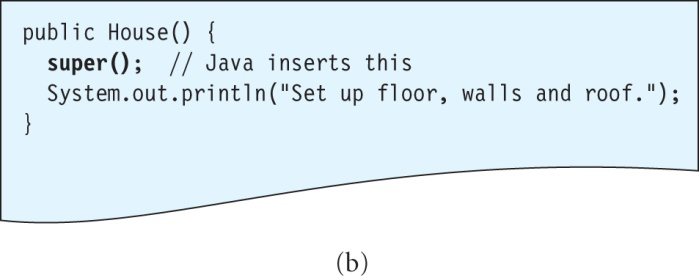 public House() {
  super();  // Java inserts this
  System.out.println("Set up floor, walls and roof.");
}
(b)